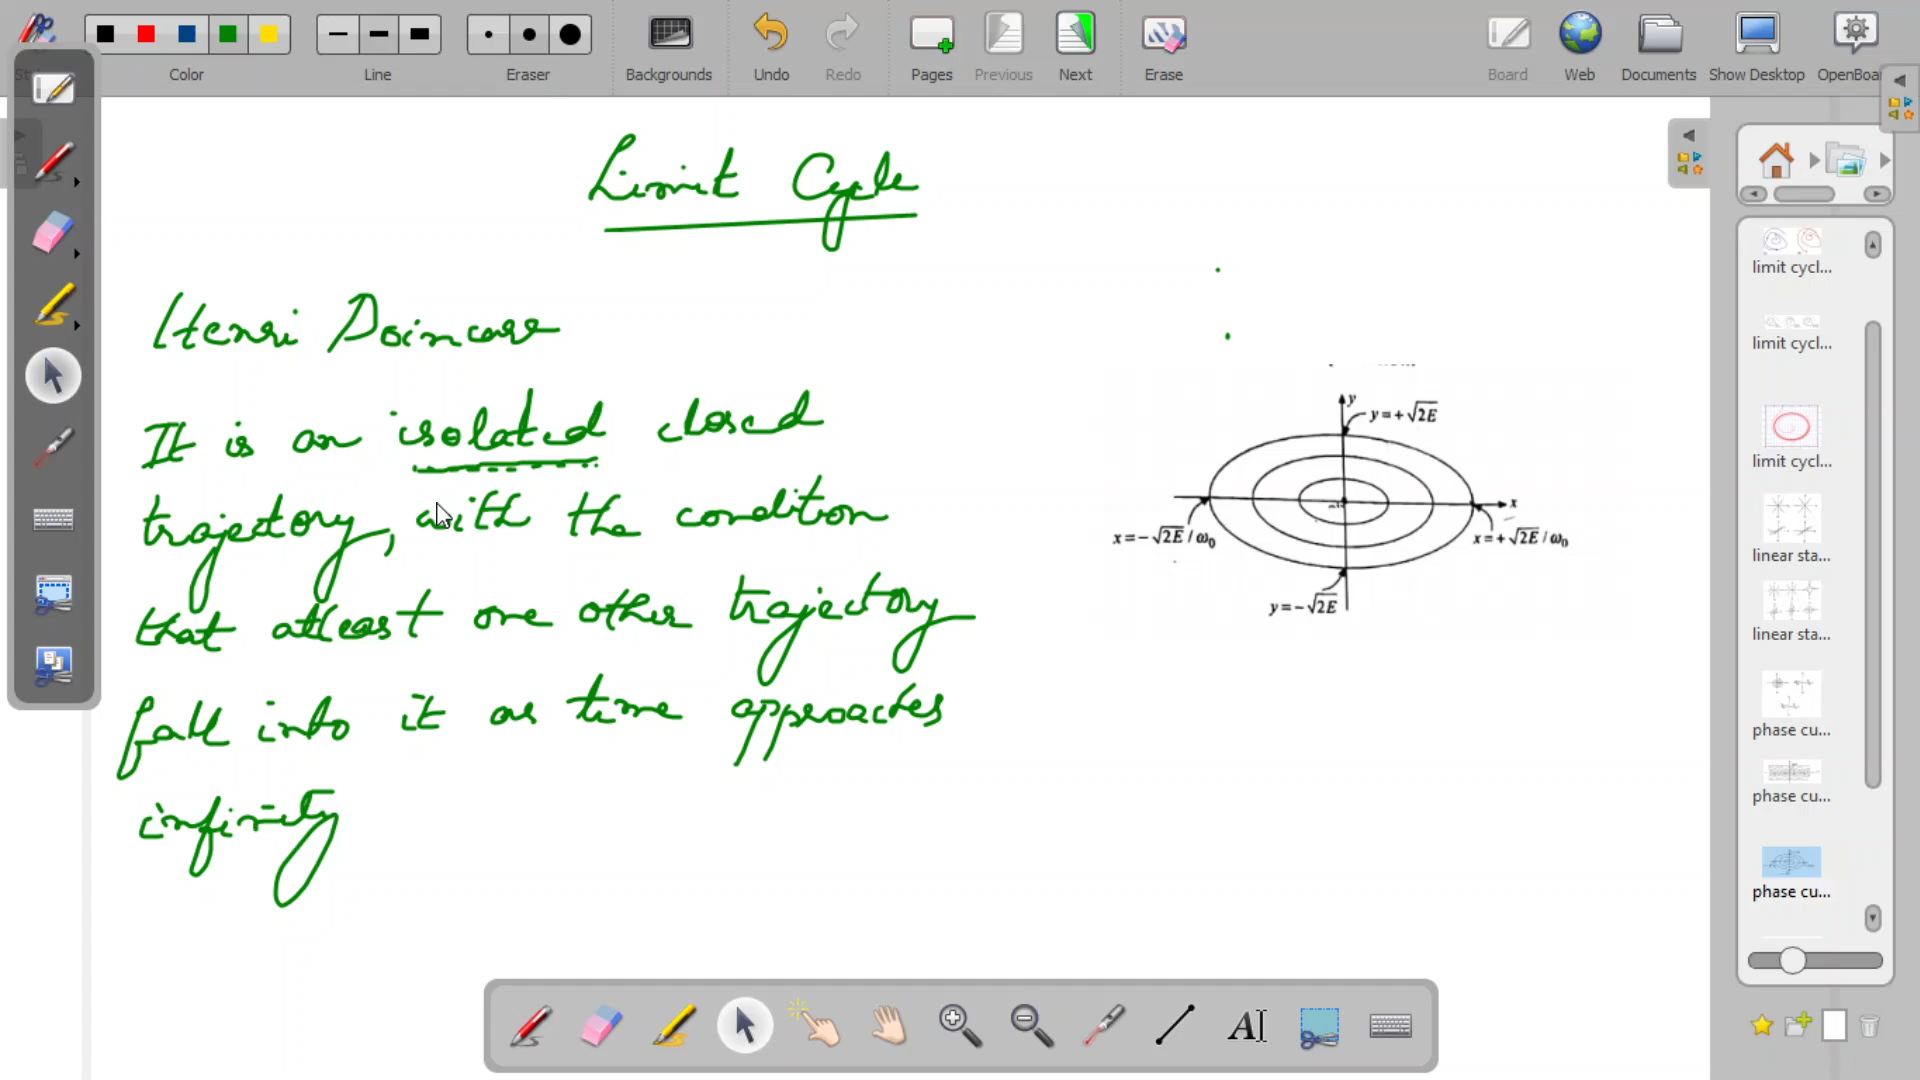 Color
Line
Eraser
Backgrounds
Undo
Redo
Pages
Previous
Next
Erase
Board
Web
Documents
Show Desktop
OpenBoa
Limit Cycle
Henri Poincare
It is an isolated closed
trajectory, with the condition
that atleast one other trajectory
fall into it as time approaches
infinity
y
y=+√2E
x
x=-√2E/ω0
x=+√2E/ω0
y=-√2E
limit cycl...
limit cycl...
limit cycl...
linear sta...
linear sta...
phase cu...
phase cu...
phase cu...